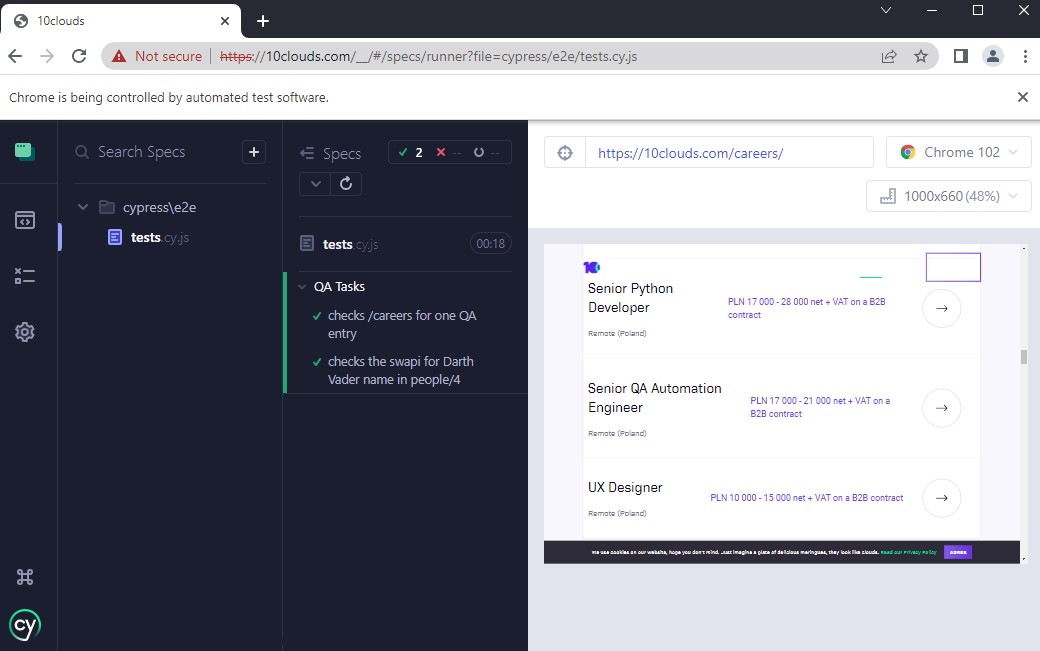 10clouds
Not secure https://10clouds.com/__/#/specs/runner?file=cypress/e2e/tests.cy.js
Chrome is being controlled by automated test software.
Search Specs
+
cypress\e2e
tests.cy.js
Specs
2 -- --
tests.cy.js 00:18
QA Tasks
checks /careers for one QA
entry
checks the swapi for Darth
Vader name in people/4
cy
https://10clouds.com/careers/
Chrome 102
1000x660 (48%)
10
Senior Python
Developer
PLN 17 000 - 28 000 net + VAT on a B2B
contract
Remote (Poland)
Senior QA Automation
Engineer
PLN 17 000 - 21 000 net + VAT on a
B2B contract
Remote (Poland)
UX Designer
PLN 10 000 - 15 000 net + VAT on a B2B contract
Remote (Poland)
We use cookies on our website, hope you don't mind. Just imagine a plate of delicious meringues, they look like clouds. Read our Privacy Policy
AGREE